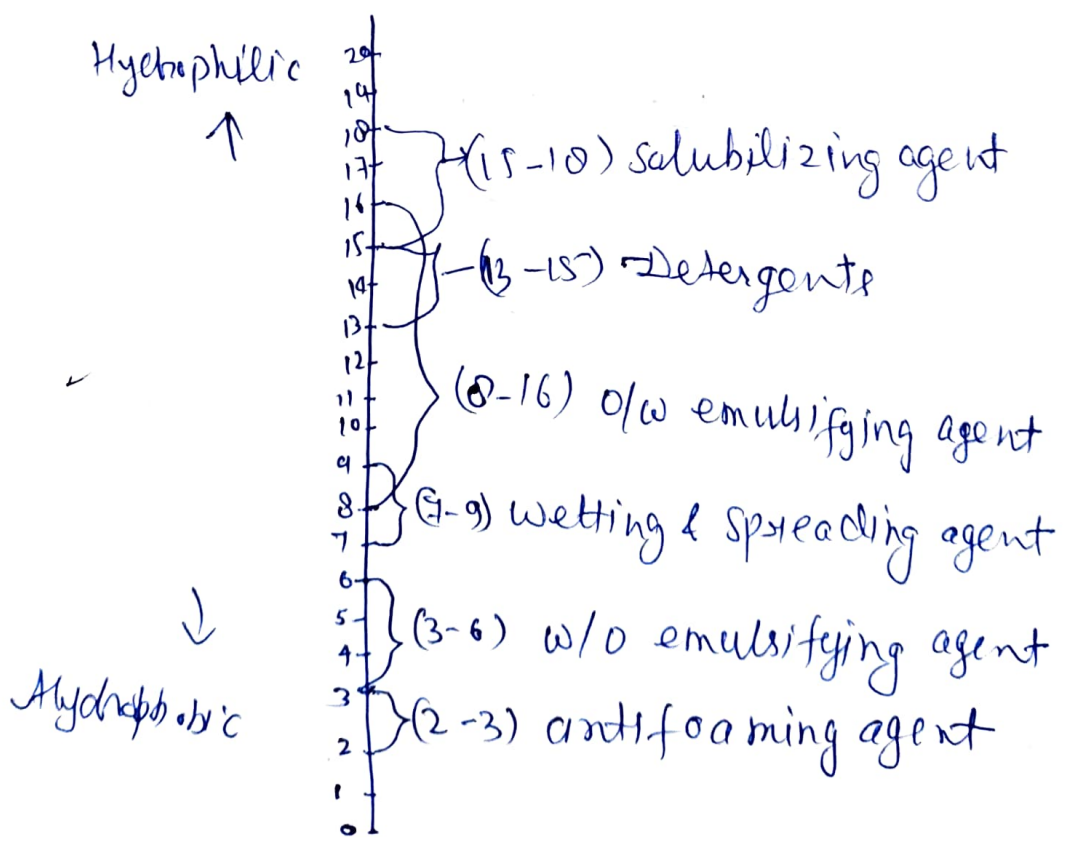 Hydrophilic
20
19
18
17
16
15
14
13
12
11
10
9
8
7
6
5
4
3
2
1
0
(15-18) Solubilizing agent
(13-15) Detergents
(8-16) o/w emulsifying agent
(7-9) wetting & spreading agent
(3-6) w/o emulsifying agent
Hydrophobic
(2-3) antifoaming agent